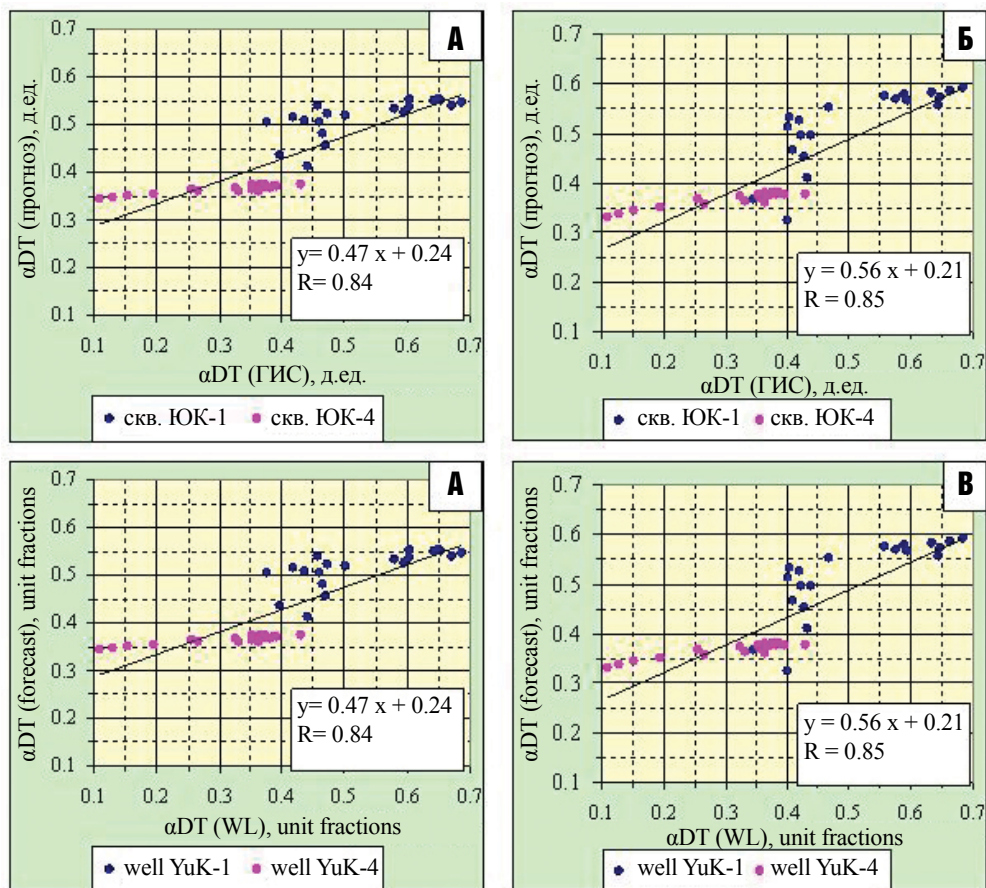 А
αDT (прогноз), д.ед.
0.7
0.6
0.5
0.4
0.3
0.2
0.1
y= 0.47 x + 0.24
R= 0.84
0.1 0.2 0.3 0.4 0.5 0.6 0.7
αDT (ГИС), д.ед.
скв. ЮК-1 скв. ЮК-4
Б
αDT (прогноз), д.ед.
0.7
0.6
0.5
0.4
0.3
0.2
0.1
y = 0.56 x + 0.21
R = 0.85
0.1 0.2 0.3 0.4 0.5 0.6 0.7
αDT (ГИС), д.ед.
скв. ЮК-1 скв. ЮК-4
A
αDT (forecast), unit fractions
0.7
0.6
0.5
0.4
0.3
0.2
0.1
y= 0.47 x + 0.24
R= 0.84
0.1 0.2 0.3 0.4 0.5 0.6 0.7
αDT (WL), unit fractions
well YuK-1 well YuK-4
B
αDT (forecast), unit fractions
0.7
0.6
0.5
0.4
0.3
0.2
0.1
y = 0.56 x + 0.21
R = 0.85
0.1 0.2 0.3 0.4 0.5 0.6 0.7
αDT (WL), unit fractions
well YuK-1 well YuK-4